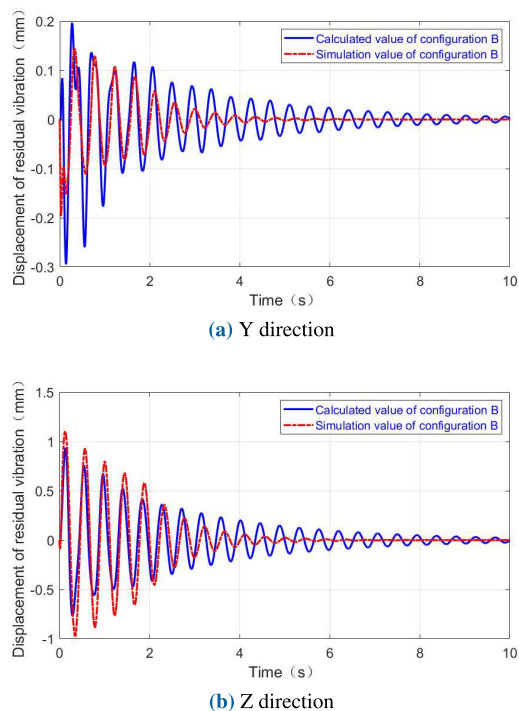 Displacement of residual vibration（mm）
0.2
0.1
0
-0.1
-0.2
-0.3
Calculated value of configuration B
Simulation value of configuration B
0 2 4 6 8 10
Time（s）
(a) Y direction
Displacement of residual vibration（mm）
1.5
1
0.5
0
-0.5
-1
Calculated value of configuration B
Simulation value of configuration B
0 2 4 6 8 10
Time（s）
(b) Z direction